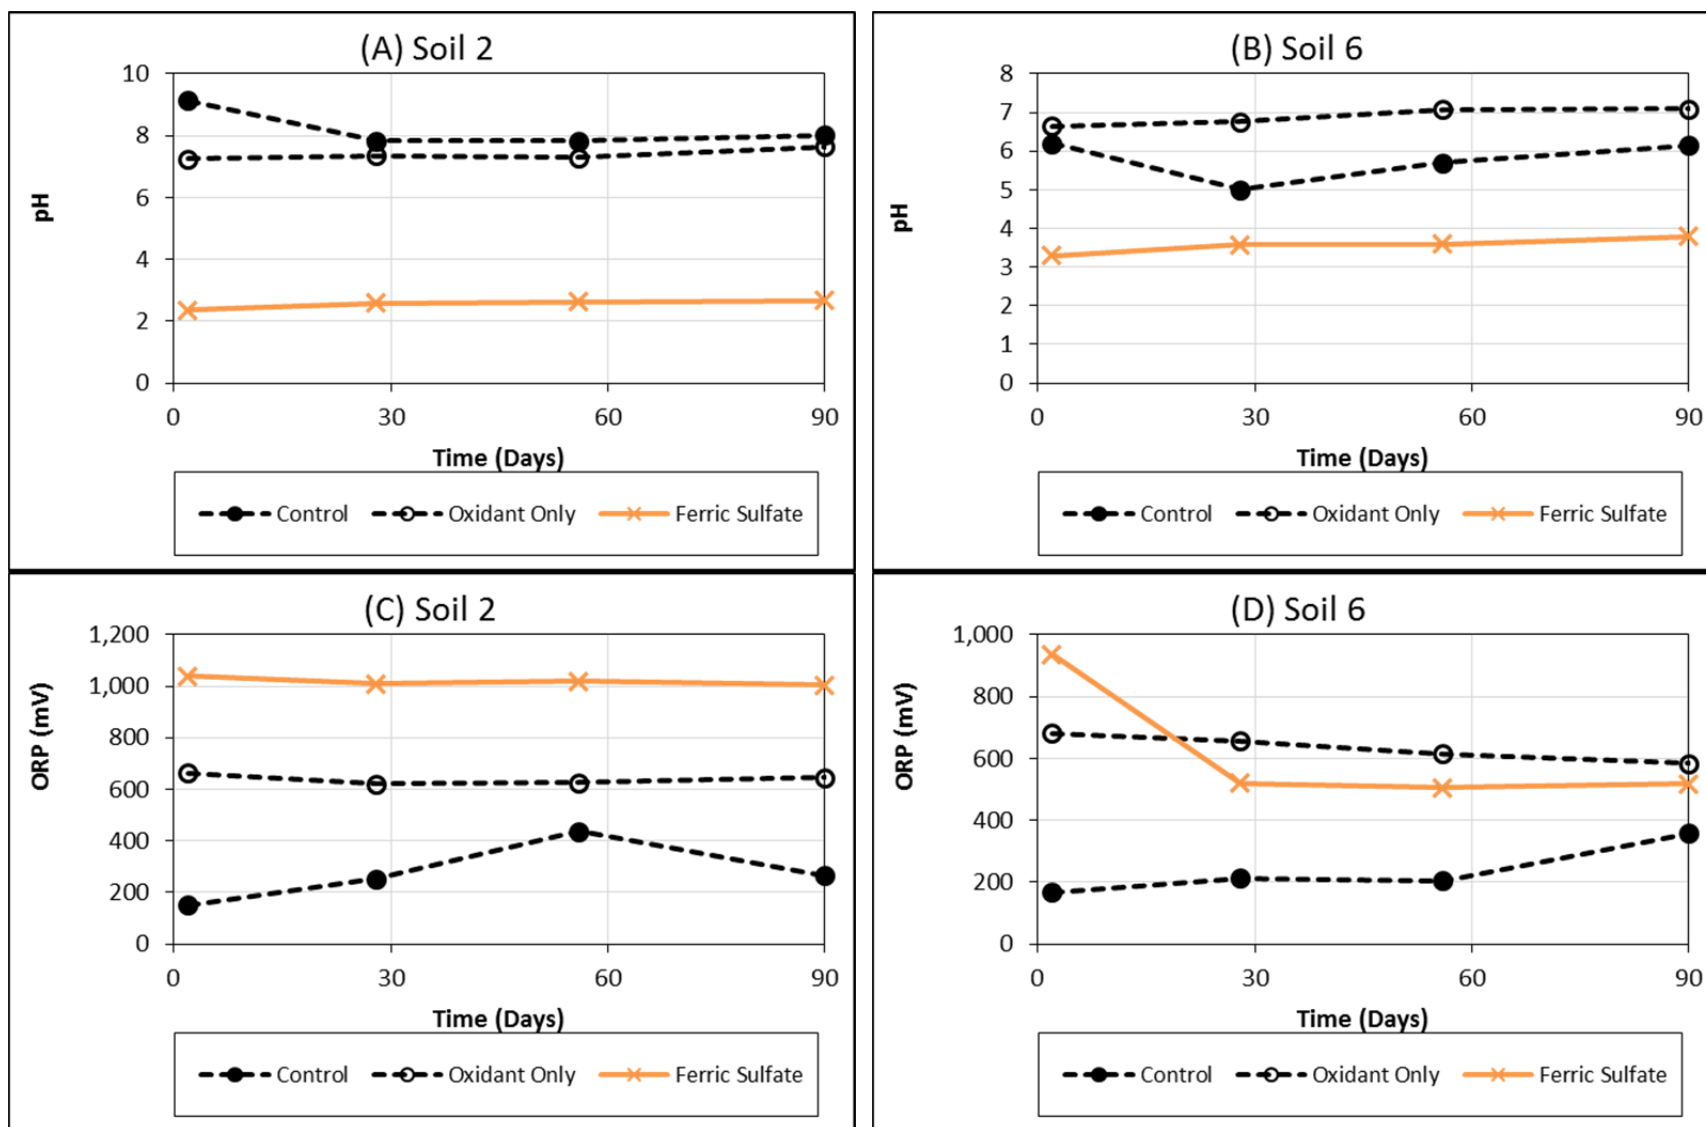 (A) Soil 2
10
8
6
4
2
0
pH
0 30 60 90
Time (Days)
Control Oxidant Only Ferric Sulfate
(B) Soil 6
8
7
6
5
4
3
2
1
0
pH
0 30 60 90
Time (Days)
Control Oxidant Only Ferric Sulfate
(C) Soil 2
1,200
1,000
800
600
400
200
0
ORP (mV)
0 30 60 90
Time (Days)
Control Oxidant Only Ferric Sulfate
(D) Soil 6
1,000
800
600
400
200
0
ORP (mV)
0 30 60 90
Time (Days)
Control Oxidant Only Ferric Sulfate